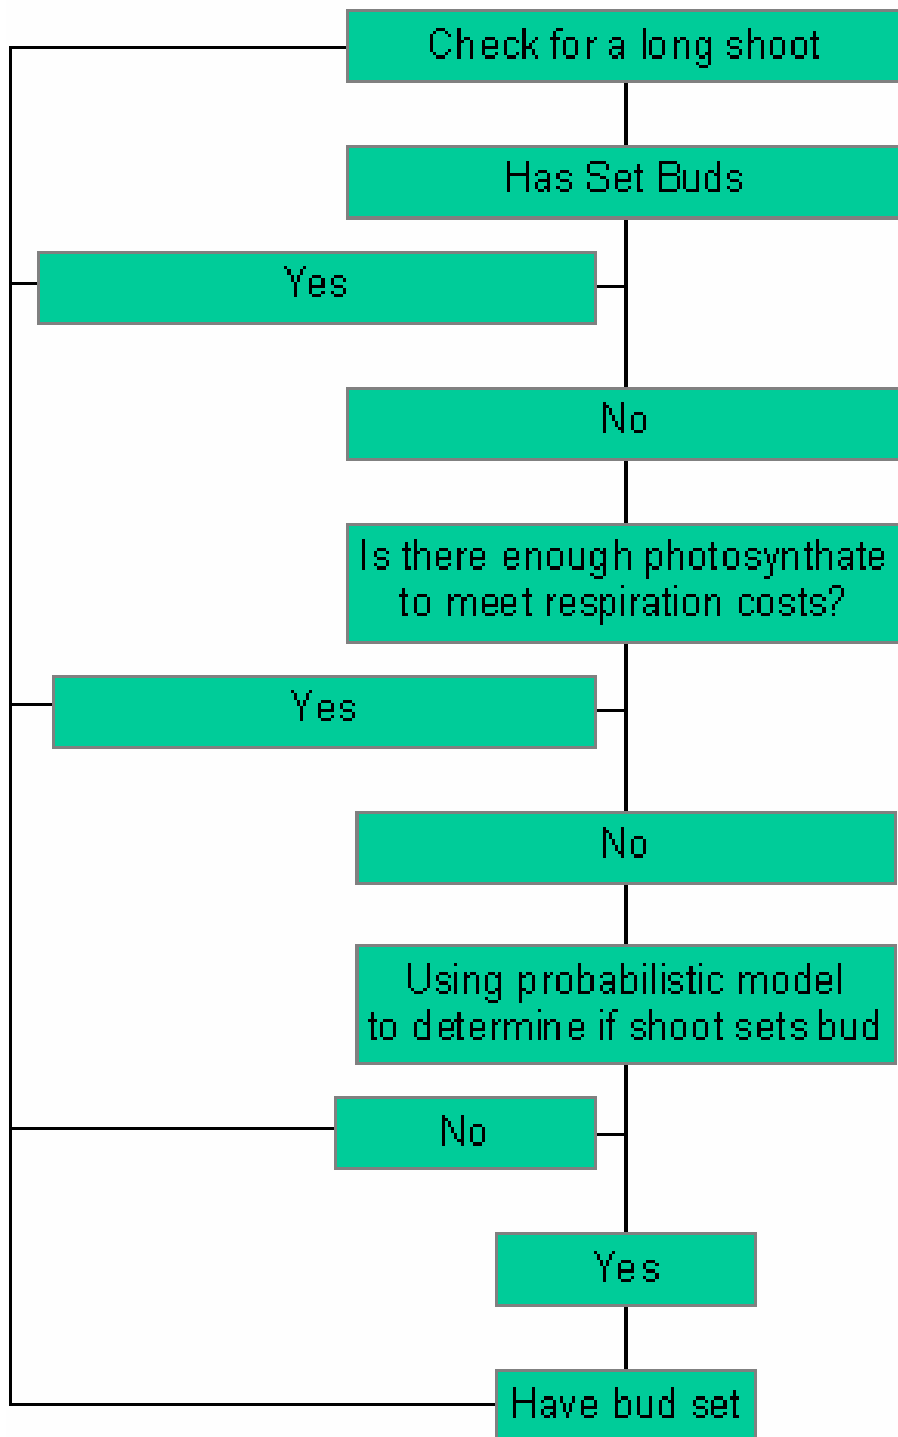 Check for a long shoot
Has Set Buds
Yes
No
Is there enough photosynthate
to meet respiration costs?
Yes
No
Using probabilistic model
to determine if shoot sets bud
No
Yes
Have bud set